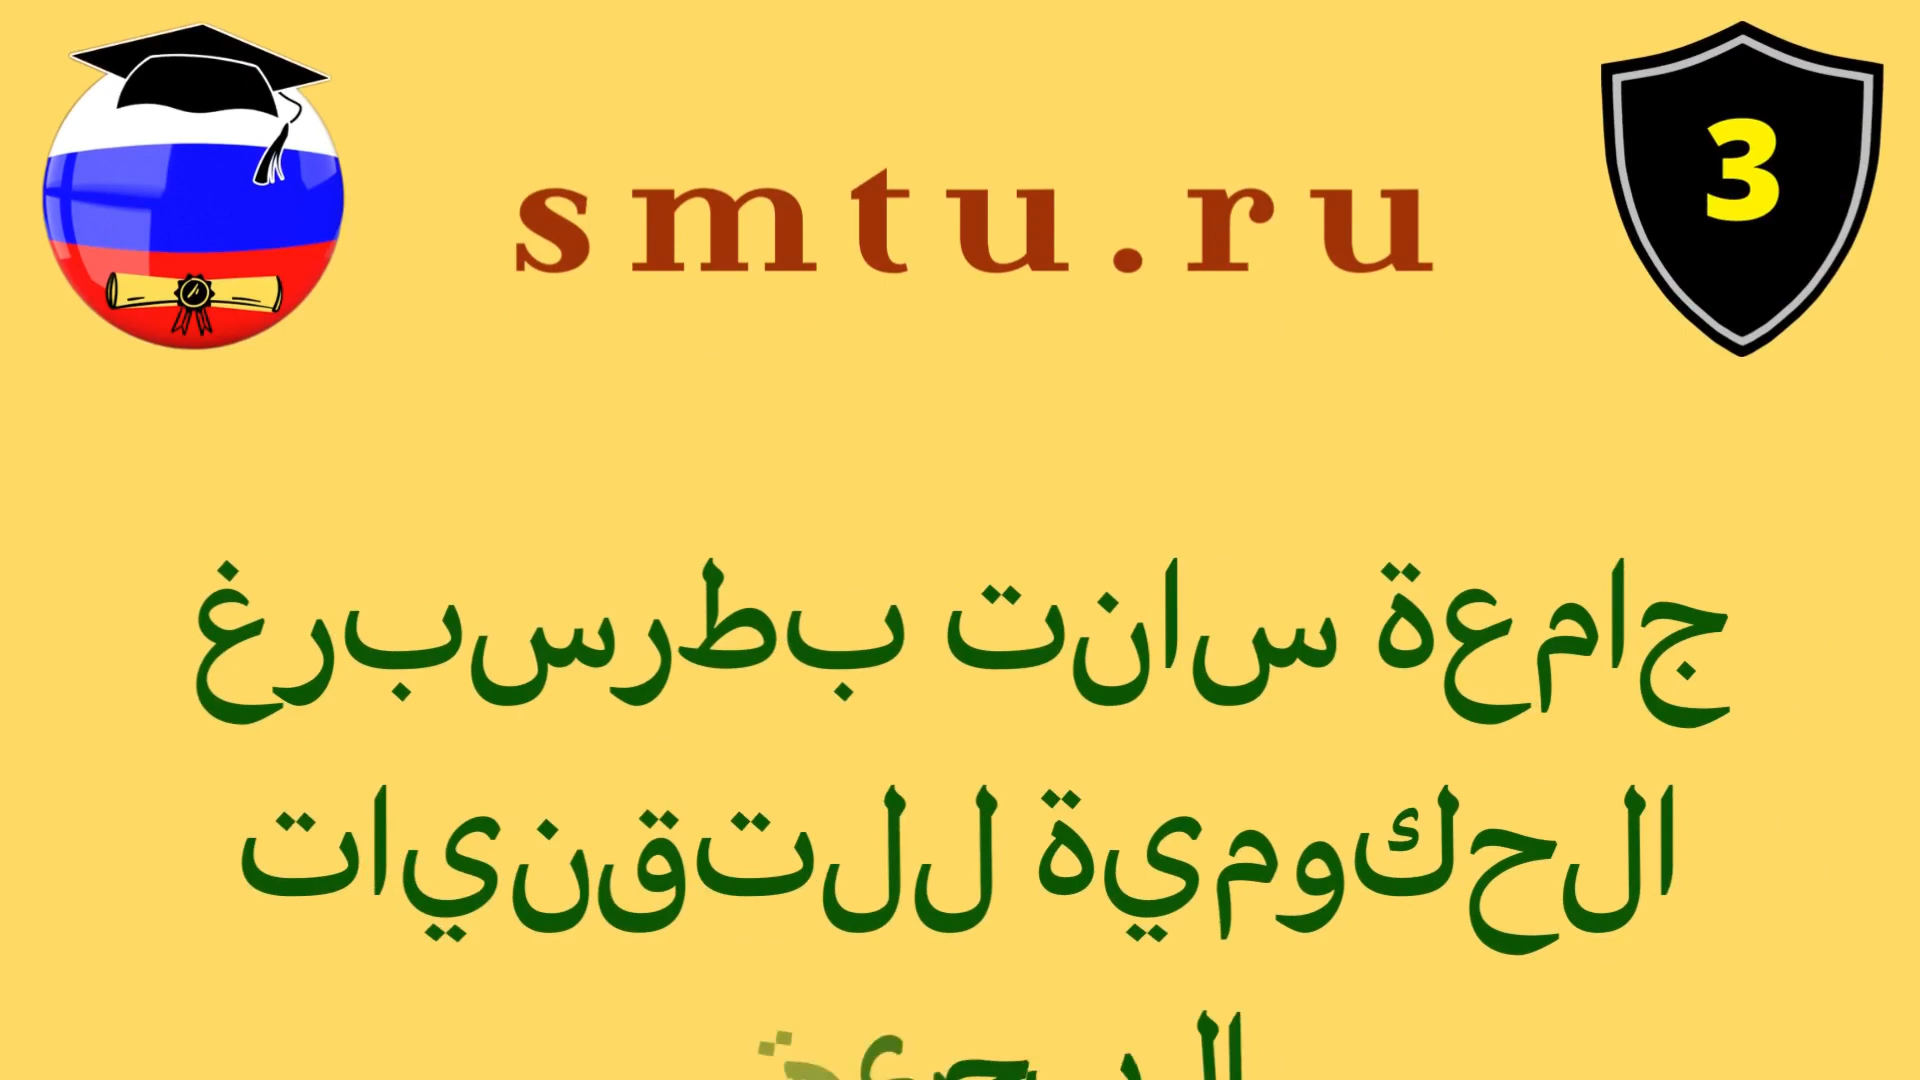 smtu.ru
3
جامعة سانت بطرسبرغ
الحكومية للتقنيات